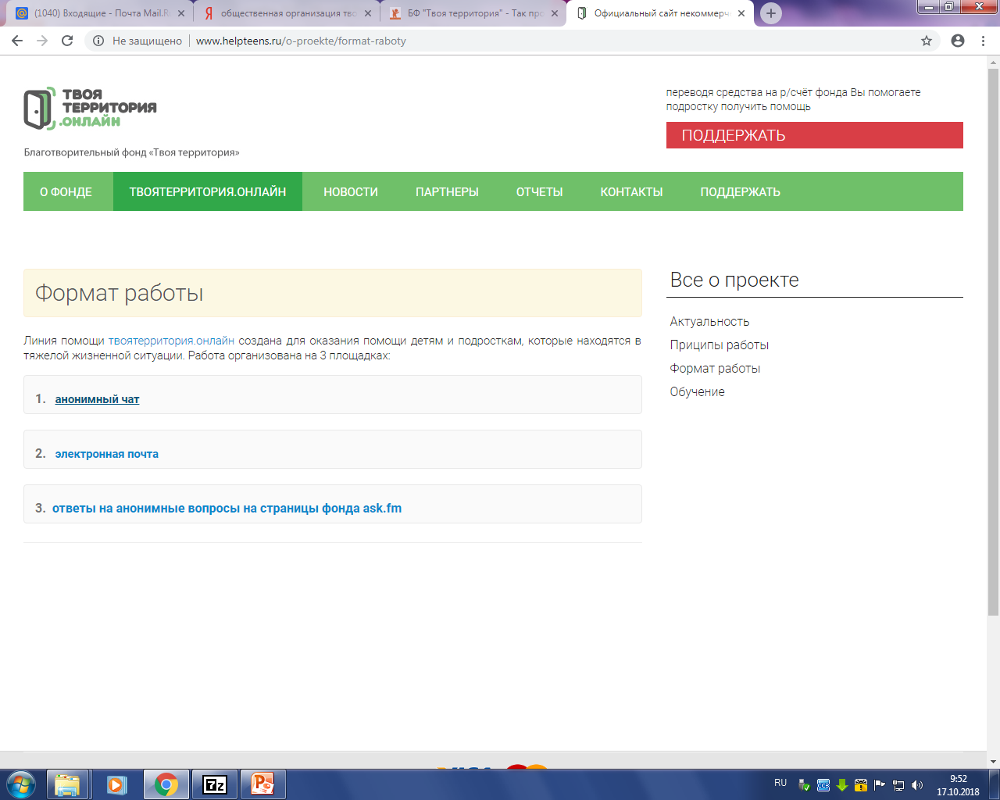 (1040) Входящие - Почта Mail.R
общественная организация тво
БФ "Твоя территория" - Так про
Официальный сайт некоммерч
Не защищено
www.helpteens.ru/o-proekte/format-raboty
ТВОЯ
ТЕРРИТОРИЯ
.ОНЛАЙН
Благотворительный фонд «Твоя территория»
переводя средства на р/счёт фонда Вы помогаете
подростку получить помощь
ПОДДЕРЖАТЬ
О ФОНДЕ
ТВОЯТЕРРИТОРИЯ.ОНЛАЙН
НОВОСТИ
ПАРТНЕРЫ
ОТЧЕТЫ
КОНТАКТЫ
ПОДДЕРЖАТЬ
Формат работы
Линия помощи твоятерритория.онлайн создана для оказания помощи детям и подросткам, которые находятся в
тяжелой жизненной ситуации. Работа организована на 3 площадках:
1. анонимный чат
2. электронная почта
3. ответы на анонимные вопросы на страницы фонда ask.fm
Все о проекте
Актуальность
Приципы работы
Формат работы
Обучение
7z
RU
9:52
17.10.2018